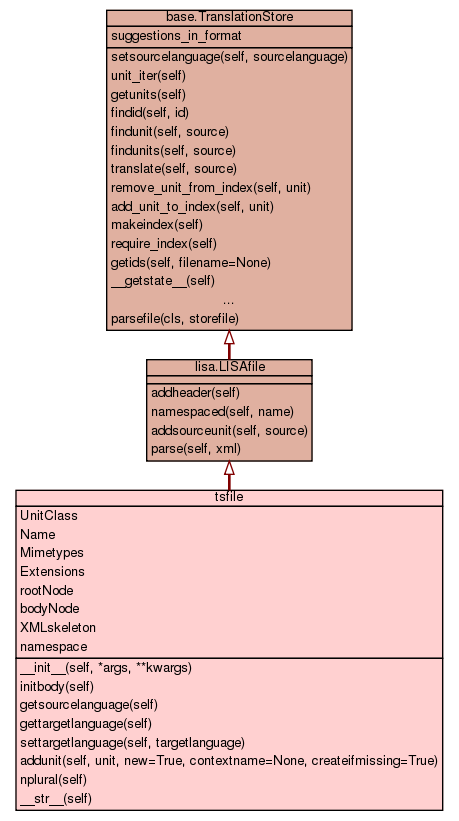 base.TranslationStore
suggestions_in_format
setsourcelanguage(self, sourcelanguage)
unit_iter(self)
getunits(self)
findid(self, id)
findunit(self, source)
findunits(self, source)
translate(self, source)
remove_unit_from_index(self, unit)
add_unit_to_index(self, unit)
makeindex(self)
require_index(self)
getids(self, filename=None)
__getstate__(self)
...
parsefile(cls, storefile)
lisa.LISAfile
addheader(self)
namespaced(self, name)
addsourceunit(self, source)
parse(self, xml)
tsfile
UnitClass
Name
Mimetypes
Extensions
rootNode
bodyNode
XMLskeleton
namespace
__init__(self, *args, **kwargs)
initbody(self)
getsourcelanguage(self)
gettargetlanguage(self)
settargetlanguage(self, targetlanguage)
addunit(self, unit, new=True, contextname=None, createifmissing=True)
nplural(self)
__str__(self)